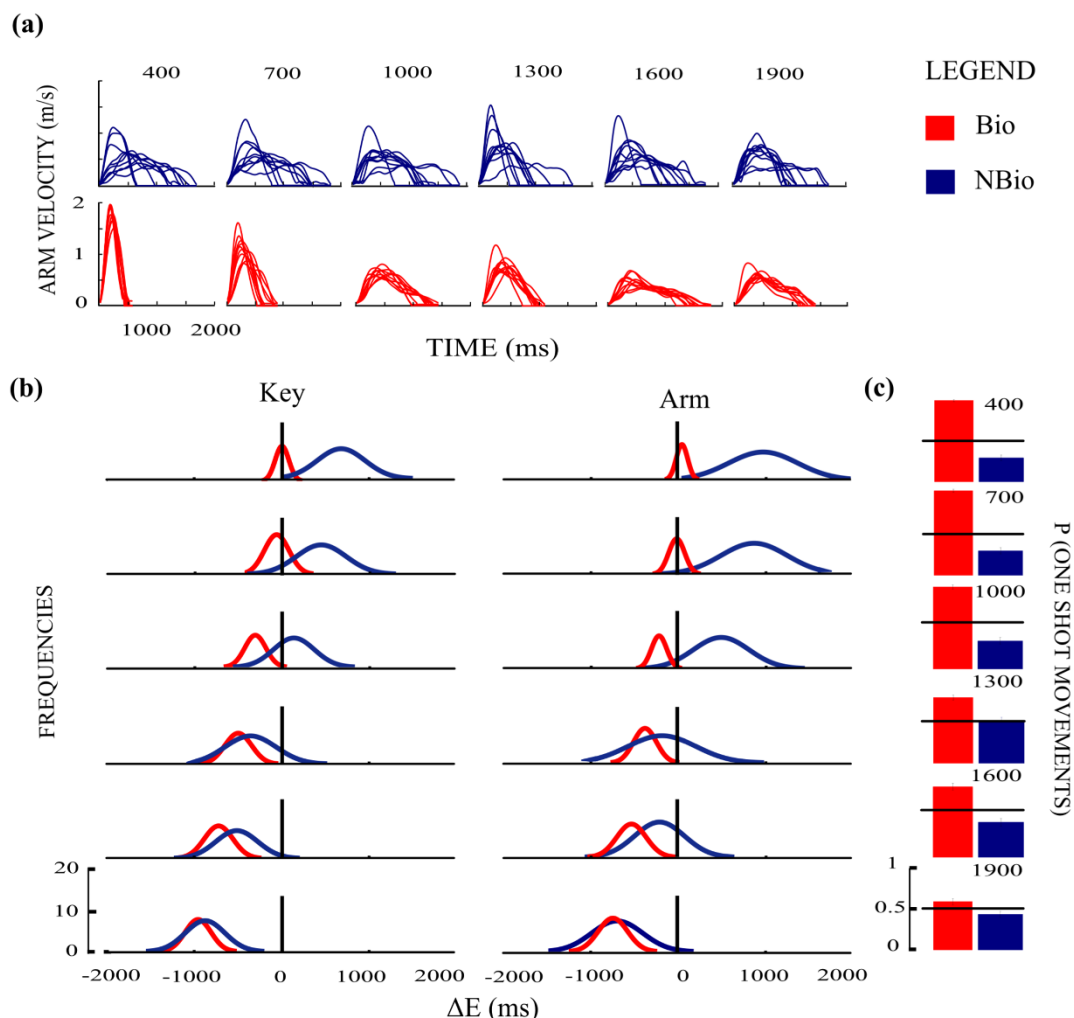 (a)
400 700 1000 1300 1600 1900
LEGEND
Bio
NBio
ARM VELOCITY (m/s)
2
1
0
1000 2000
TIME (ms)
(b)
Key Arm
(c)
400
700
1000
1300
1600
1900
FREQUENCIES
P (ONE SHOT MOVEMENTS)
20
10
0
1
0.5
0
-2000 -1000 0 1000 2000 -2000 -1000 0 1000 2000
ΔE (ms)